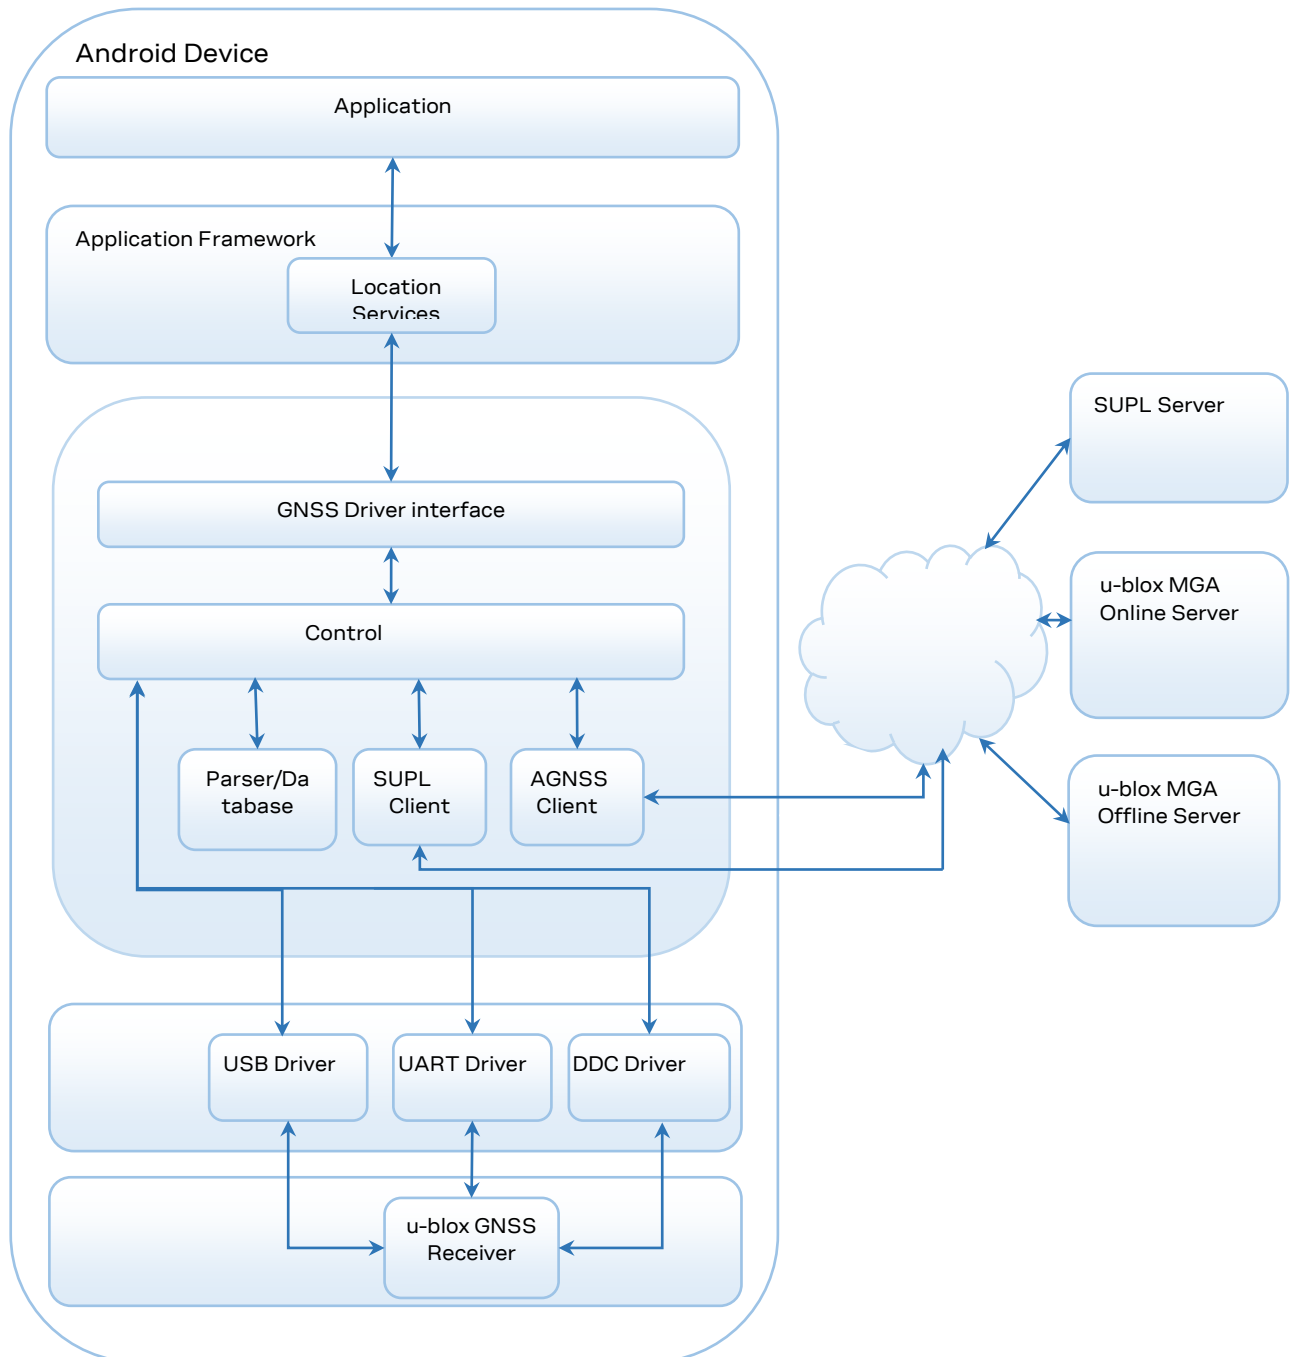 Android Device
Application
Application Framework
Location
Services
GNSS Driver interface
Control
Parser/Da
tabase
SUPL
Client
AGNSS
Client
USB Driver
UART Driver
DDC Driver
u-blox GNSS
Receiver
SUPL Server
u-blox MGA
Online Server
u-blox MGA
Offline Server